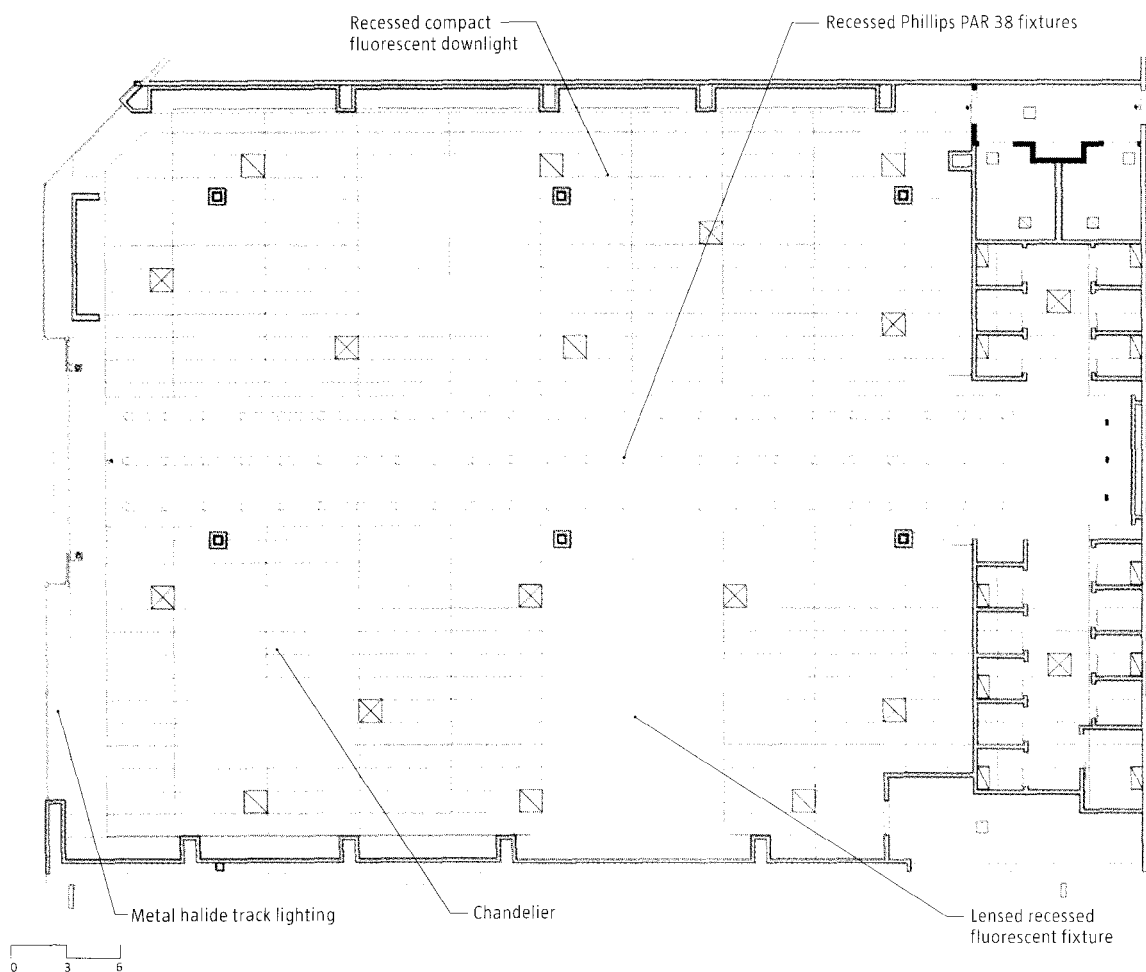 Recessed compact
fluorescent downlight
Recessed Phillips PAR 38 fixtures
Metal halide track lighting
Chandelier
Lensed recessed
fluorescent fixture
0 3 6